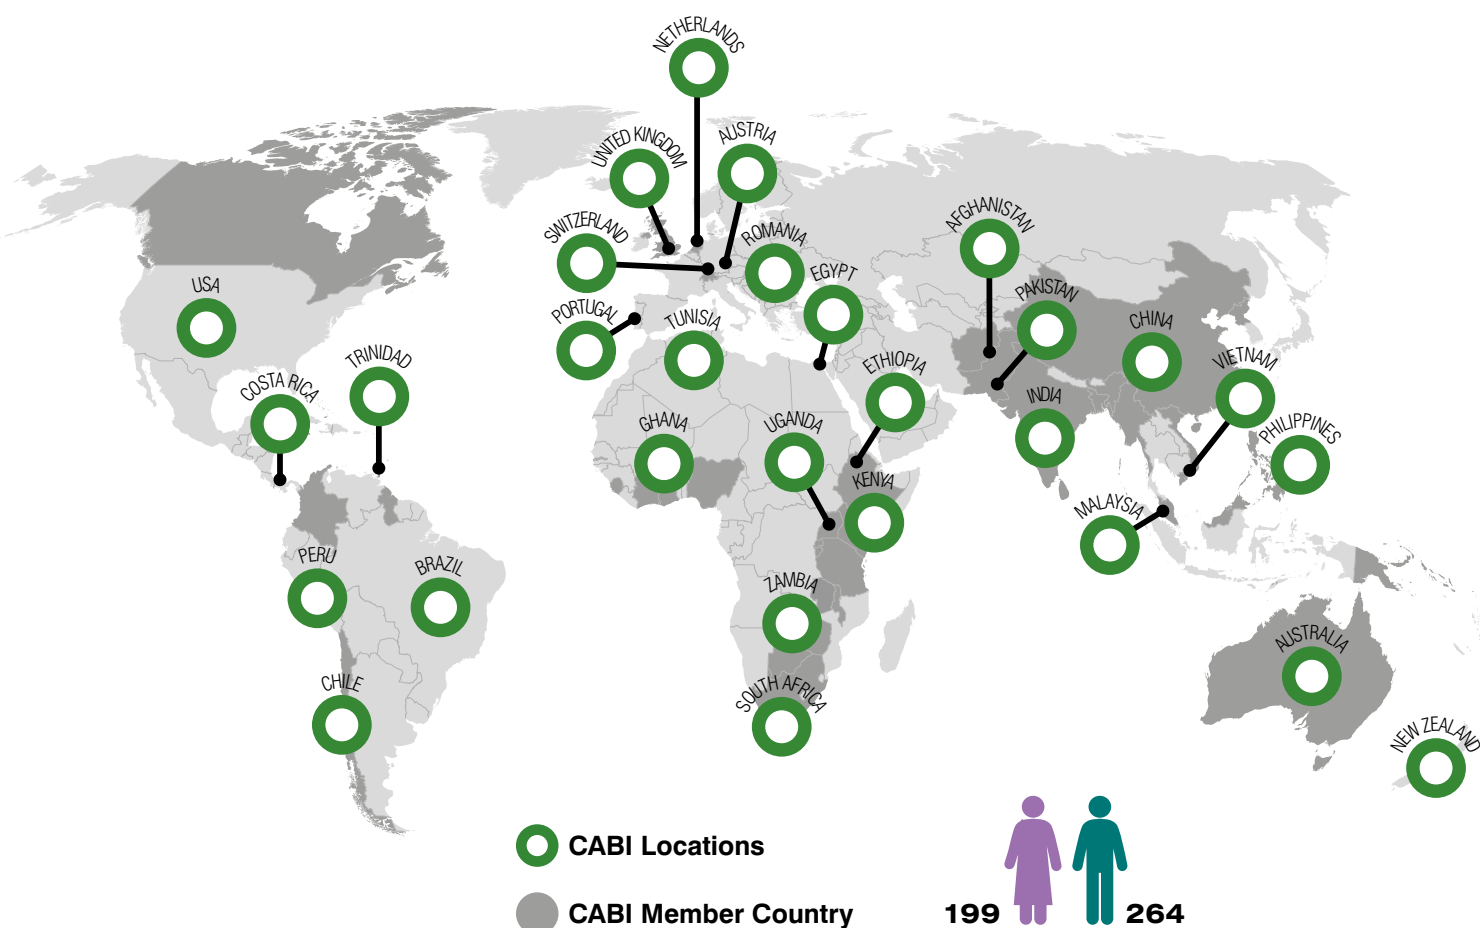 NETHERLANDS
UNITED KINGDOM
AUSTRIA
SWITZERLAND
ROMANIA
AFGHANISTAN
USA
EGYPT
PAKISTAN
PORTUGAL
TUNISIA
CHINA
TRINIDAD
COSTA RICA
ETHIOPIA
VIETNAM
INDIA
GHANA
UGANDA
PHILIPPINES
KENYA
MALAYSIA
PERU
BRAZIL
ZAMBIA
AUSTRALIA
CHILE
SOUTH AFRICA
NEW ZEALAND
CABI Locations
CABI Member Country
199
264